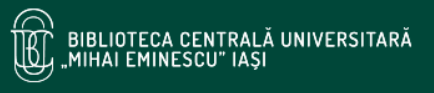 BIBLIOTECA CENTRALĂ UNIVERSITARĂ
„MIHAI EMINESCU” IAȘI